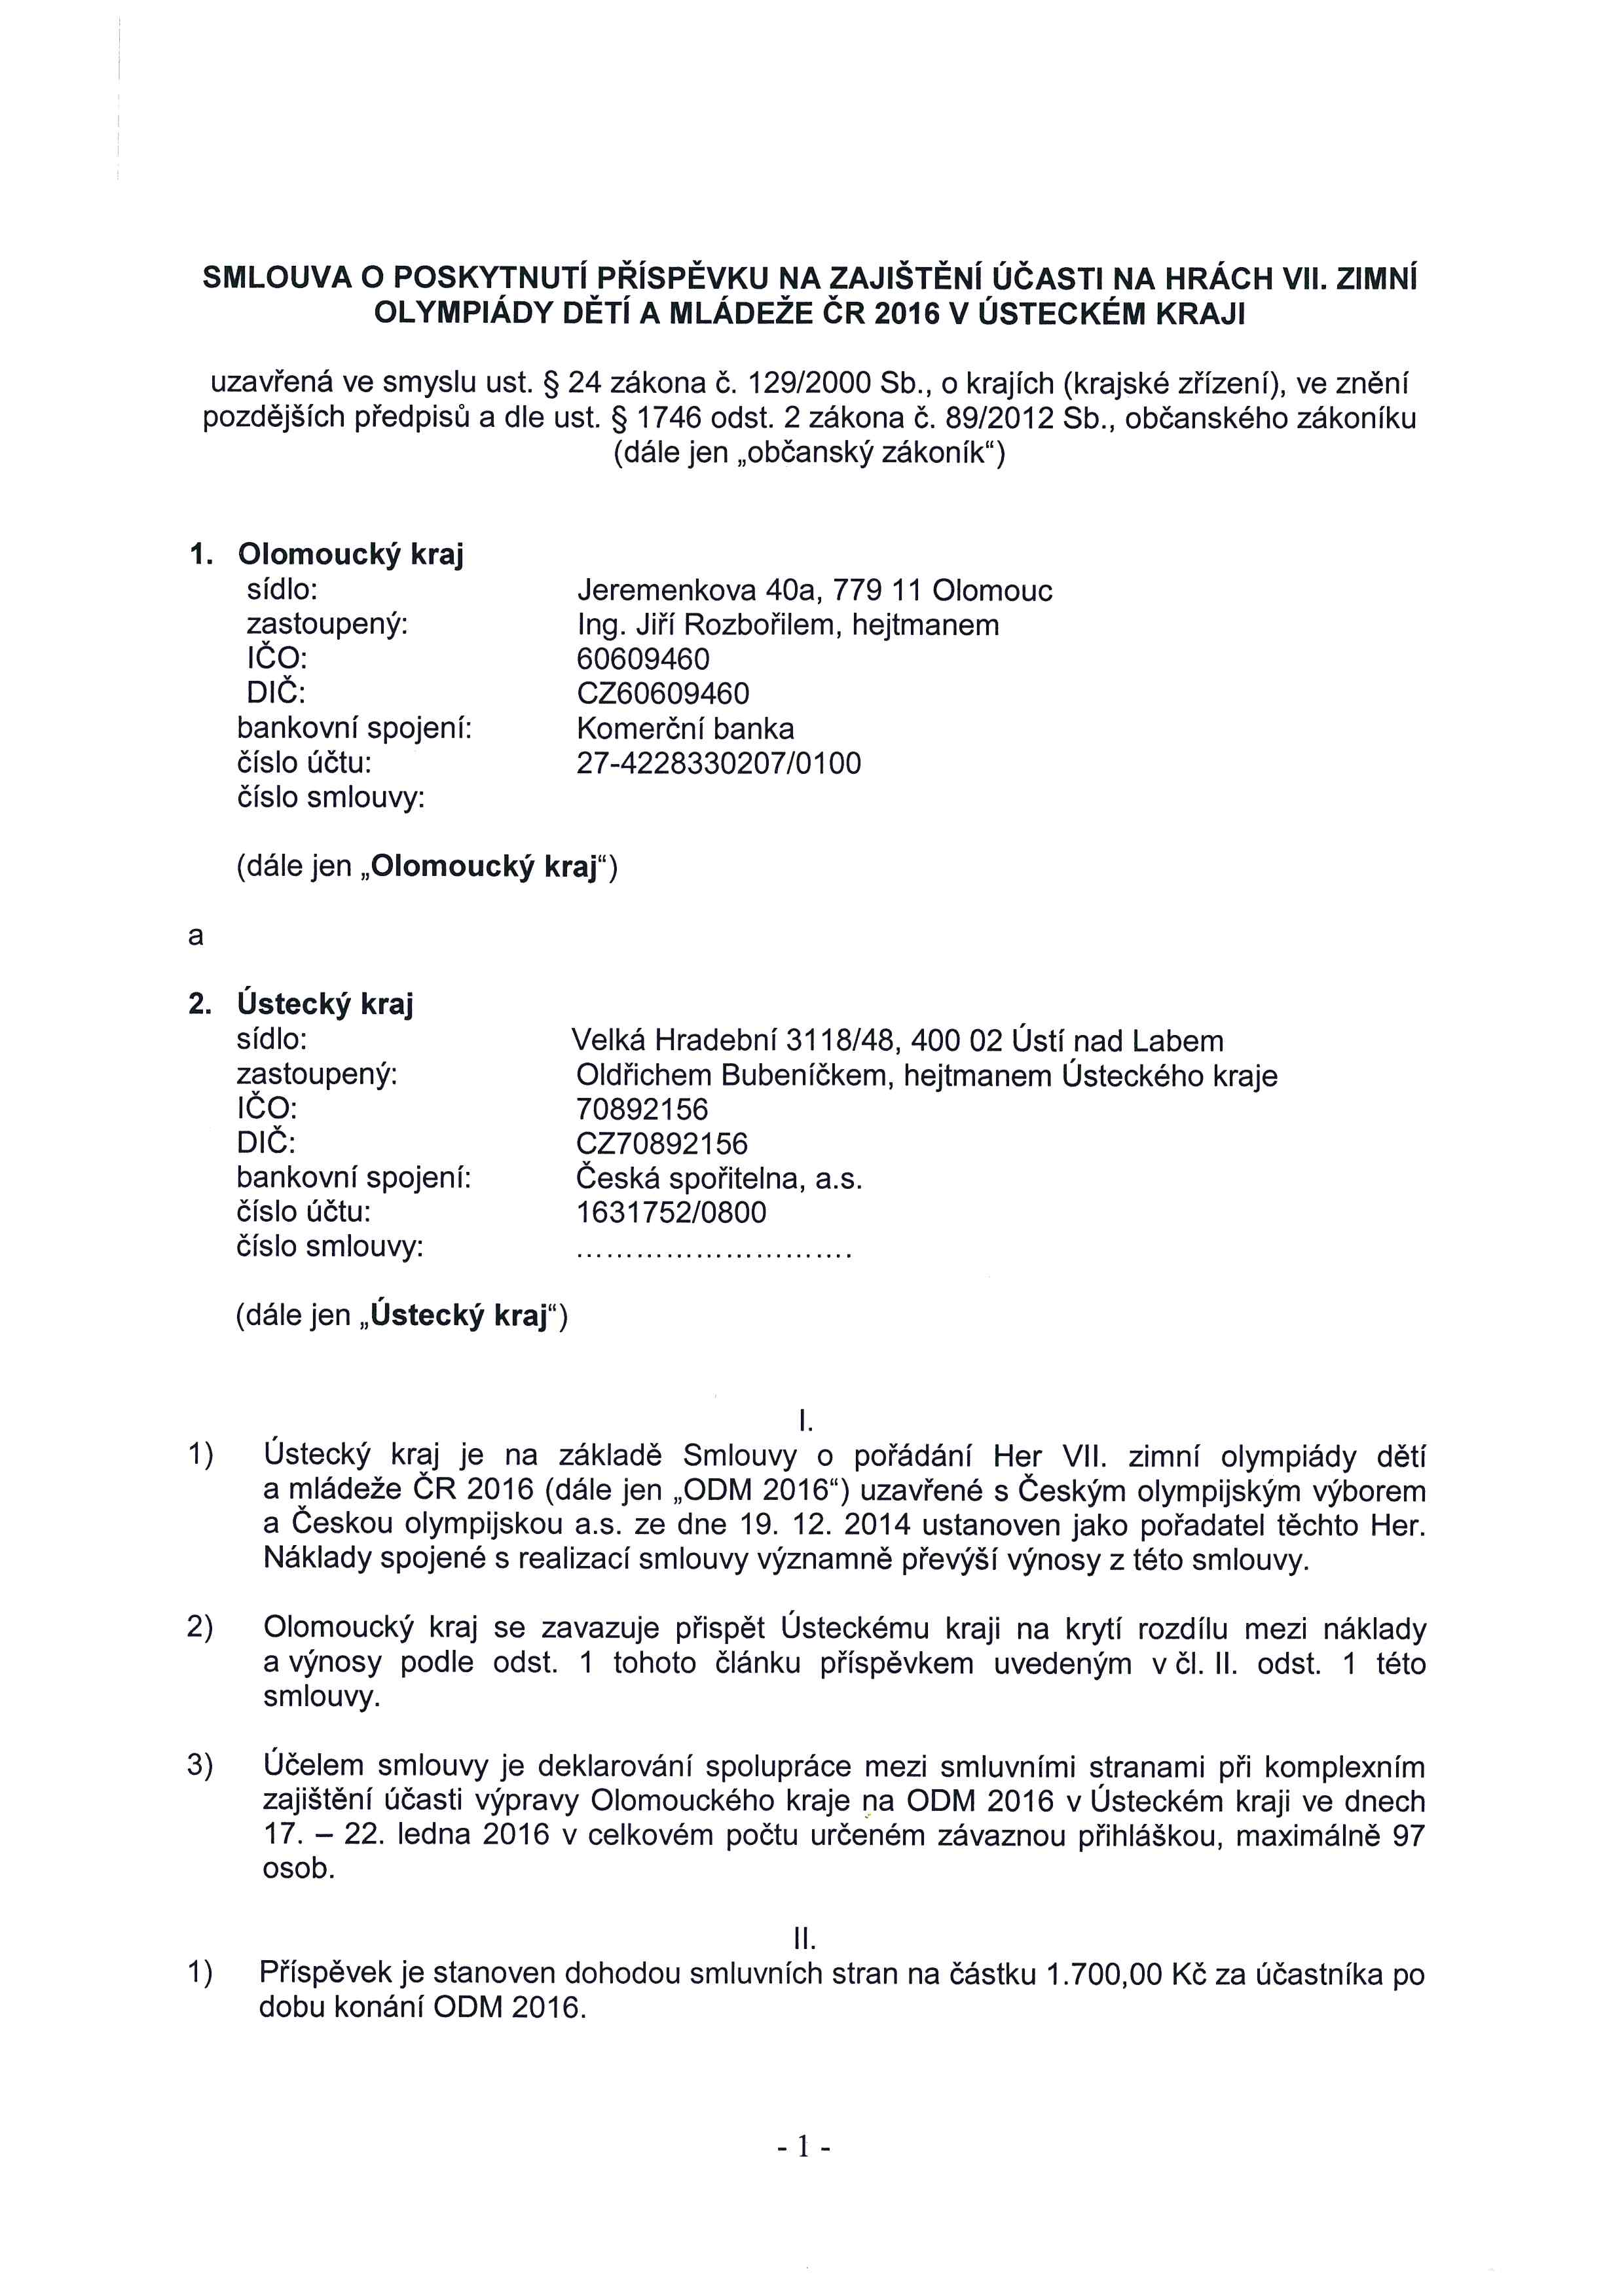 SMLOUVA O POSKYTNUTÍ PŘÍSPĚVKU NA ZAJIŠTĚNÍ ÚČASTI NA HRÁCH VII. ZIMNÍ
OLYMPIÁDY DĚTÍ A MLÁDEŽE ČR 2016 V ÚSTECKÉM KRAJI
uzavřená ve smyslu ust. § 24 zákona č. 129/2000 Sb., o krajích (krajské zřízení), ve znění
pozdějších předpisů a dle ust. § 1746 odst. 2 zákona č. 89/2012 Sb., občanského zákoníku
(dále jen „občanský zákoník“)
1. Olomoucký kraj
sídlo: Jeremenkova 40a, 779 11 Olomouc
zastoupený: Ing. Jiří Rozbořilem, hejtmanem
IČO: 60609460
DIČ: CZ60609460
bankovní spojení: Komerční banka
číslo účtu: 27-4228330207/0100
číslo smlouvy:
(dále jen „Olomoucký kraj“)
a
2. Ústecký kraj
sídlo: Velká Hradební 3118/48, 400 02 Ústí nad Labem
zastoupený: Oldřichem Bubeníčkem, hejtmanem Ústeckého kraje
IČO: 70892156
DIČ: CZ70892156
bankovní spojení: Česká spořitelna, a.s.
číslo účtu: 1631752/0800
číslo smlouvy: ............................
(dále jen „Ústecký kraj“)
I.
1) Ústecký kraj je na základě Smlouvy o pořádání Her VII. zimní olympiády dětí
a mládeže ČR 2016 (dále jen „ODM 2016“) uzavřené s Českým olympijským výborem
a Českou olympijskou a.s. ze dne 19. 12. 2014 ustanoven jako pořadatel těchto Her.
Náklady spojené s realizací smlouvy významně převýší výnosy z této smlouvy.
2) Olomoucký kraj se zavazuje přispět Ústeckému kraji na krytí rozdílu mezi náklady
a výnosy podle odst. 1 tohoto článku příspěvkem uvedeným v čl. II. odst. 1 této
smlouvy.
3) Účelem smlouvy je deklarování spolupráce mezi smluvními stranami při komplexním
zajištění účasti výpravy Olomouckého kraje na ODM 2016 v Ústeckém kraji ve dnech
17. – 22. ledna 2016 v celkovém počtu určeném závaznou přihláškou, maximálně 97
osob.
II.
1) Příspěvek je stanoven dohodou smluvních stran na částku 1.700,00 Kč za účastníka po
dobu konání ODM 2016.
- 1 -